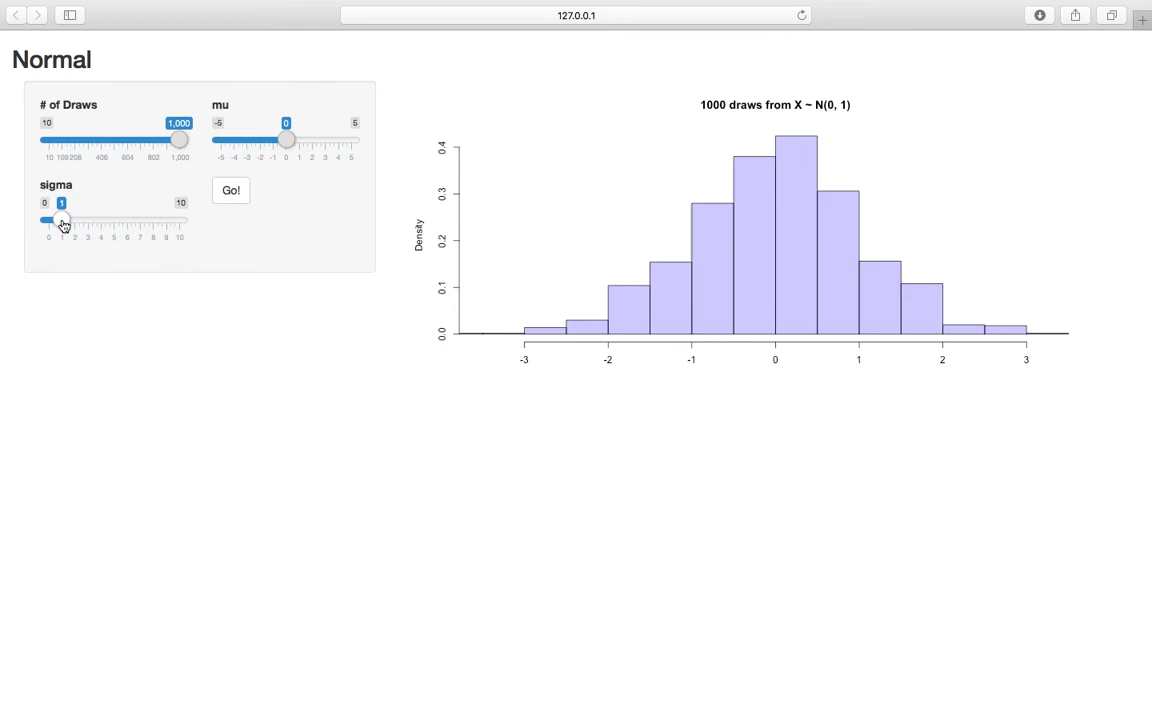 127.0.0.1
Normal
# of Draws
10 1,000
10 109 208 406 604 802 1,000
mu
-5 0 5
-5 -4 -3 -2 -1 0 1 2 3 4 5
sigma
0 1 10
0 1 2 3 4 5 6 7 8 9 10
Go!
1000 draws from X ~ N(0, 1)
Density
0.4
0.3
0.2
0.1
0.0
-3 -2 -1 0 1 2 3